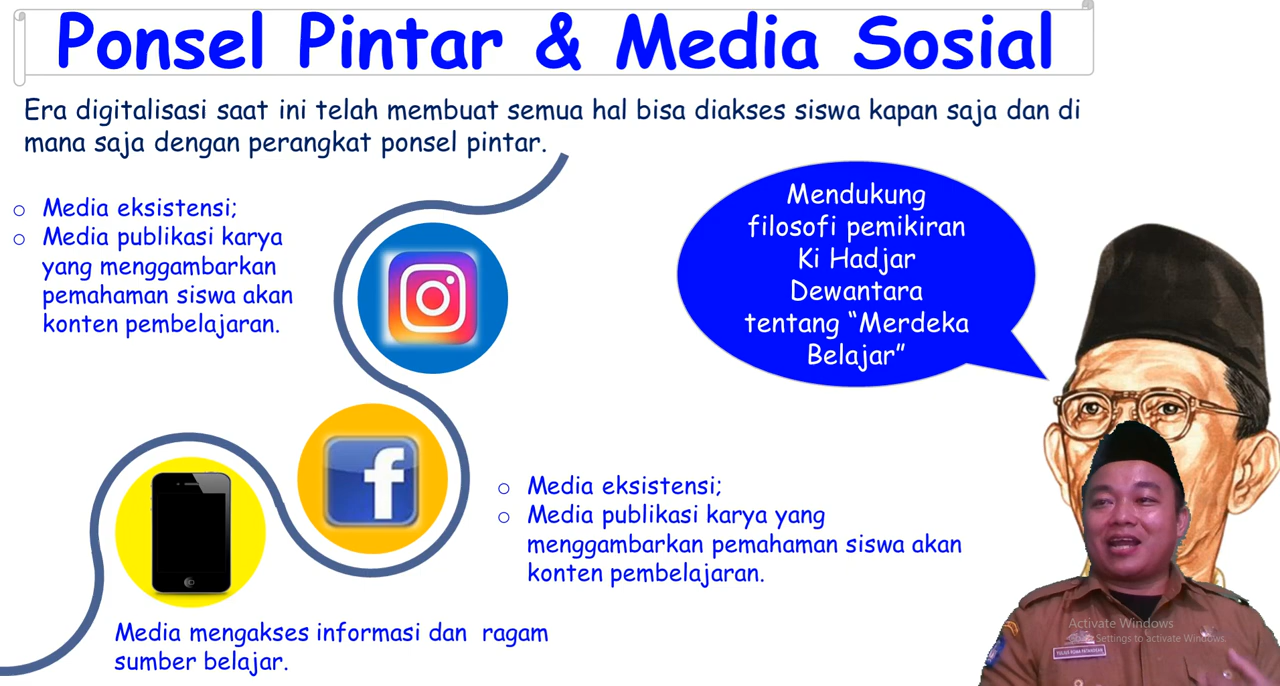 Ponsel Pintar & Media Sosial
Era digitalisasi saat ini telah membuat semua hal bisa diakses siswa kapan saja dan di
mana saja dengan perangkat ponsel pintar.
o Media eksistensi;
o Media publikasi karya
yang menggambarkan
pemahaman siswa akan
konten pembelajaran.
Mendukung
filosofi pemikiran
Ki Hadjar
Dewantara
tentang “Merdeka
Belajar”
o Media eksistensi;
o Media publikasi karya yang
menggambarkan pemahaman siswa akan
konten pembelajaran.
Media mengakses informasi dan ragam
sumber belajar.
Activate Windows
Settings to activate Windows.